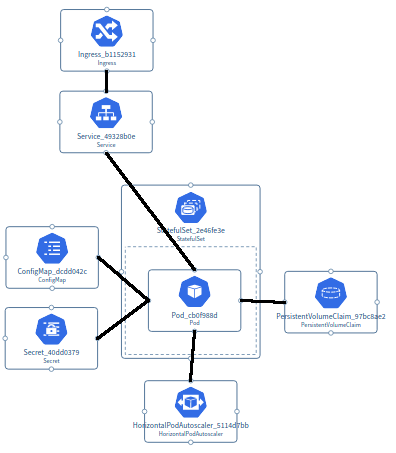 Ingress_b1152931
Ingress
Service_49328b0e
Service
StatefulSet_2e46fe3e
StatefulSet
ConfigMap_dcdd042c
ConfigMap
Pod_cb0f988d
Pod
PersistentVolumeClaim_97bc8ae2
PersistentVolumeClaim
Secret_40dd0379
Secret
HorizontalPodAutoscaler_5114d7bb
HorizontalPodAutoscaler